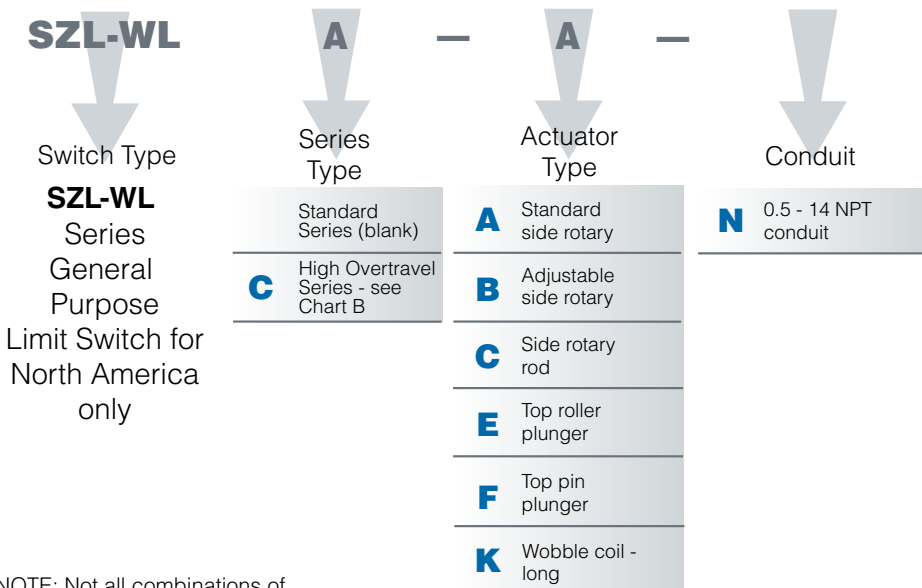 SZL-WL A — A —
Switch Type
SZL-WL
Series
General
Purpose
Limit Switch for
North America
only
Series
Type
Standard
Series (blank)
C High Overtravel
Series - see
Chart B
Actuator
Type
A Standard
side rotary
B Adjustable
side rotary
C Side rotary
rod
E Top roller
plunger
F Top pin
plunger
K Wobble coil -
long
Conduit
N 0.5 - 14 NPT
conduit
NOTE: Not all combinations of